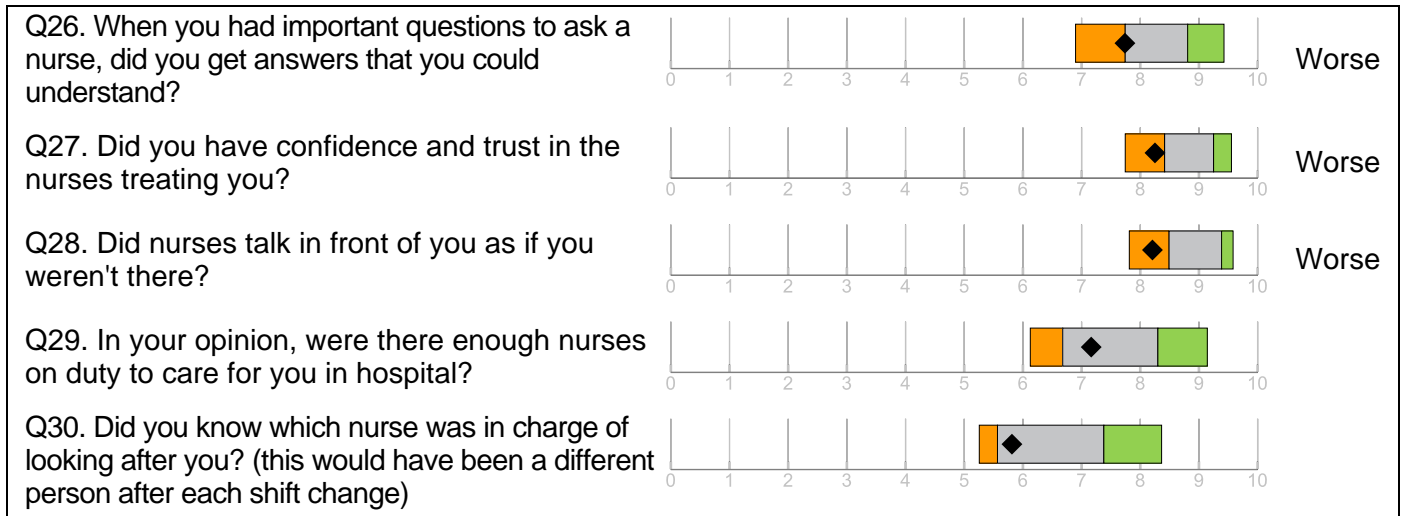 Q26. When you had important questions to ask a
nurse, did you get answers that you could
understand?
0 1 2 3 4 5 6 7 8 9 10
Worse
Q27. Did you have confidence and trust in the
nurses treating you?
0 1 2 3 4 5 6 7 8 9 10
Worse
Q28. Did nurses talk in front of you as if you
weren't there?
0 1 2 3 4 5 6 7 8 9 10
Worse
Q29. In your opinion, were there enough nurses
on duty to care for you in hospital?
0 1 2 3 4 5 6 7 8 9 10
Q30. Did you know which nurse was in charge of
looking after you? (this would have been a different
person after each shift change)
0 1 2 3 4 5 6 7 8 9 10